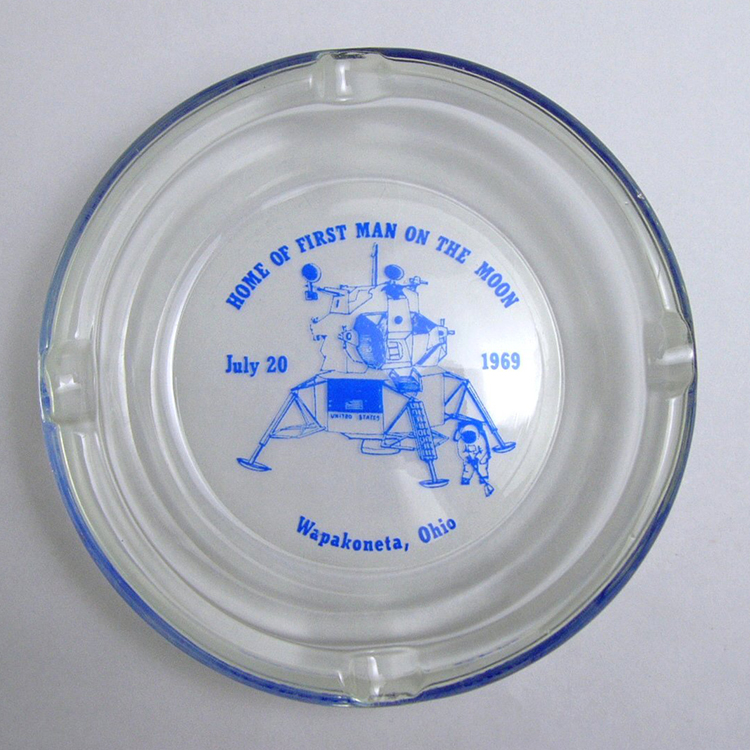 HOME OF FIRST MAN ON THE MOON
July 20 1969
UNITED STATES
Wapakoneta, Ohio